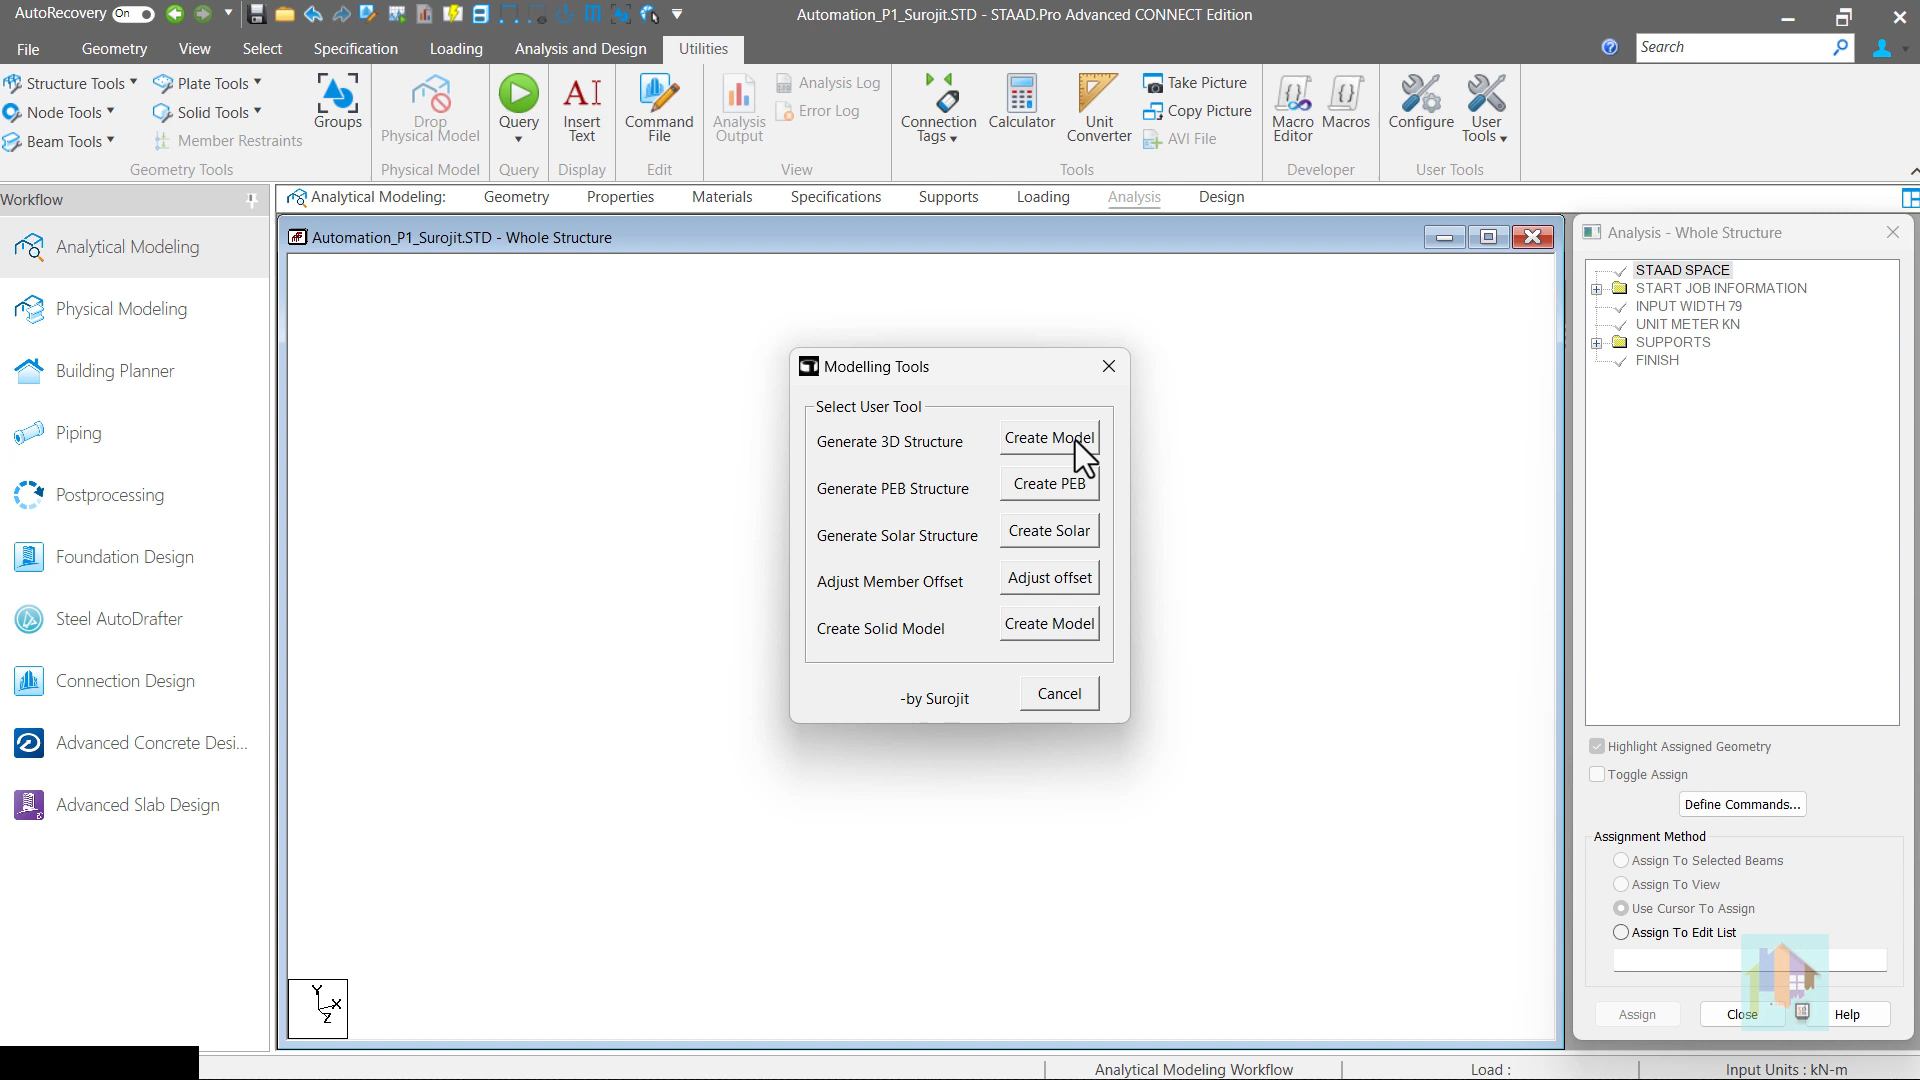 AutoRecovery On
Automation_P1_Surojit.STD - STAAD.Pro Advanced CONNECT Edition
File Geometry View Select Specification Loading Analysis and Design Utilities
Search
Structure Tools
Node Tools
Beam Tools
Plate Tools
Solid Tools
Member Restraints
Geometry Tools
Groups
Drop
Physical Model
Physical Model
Query
Query
Insert
Text
Display
Command
File
Edit
Analysis
Output
Analysis Log
Error Log
View
Connection
Tags
Calculator
Unit
Converter
Take Picture
Copy Picture
AVI File
Tools
Macro
Editor
Macros
Developer
Configure
User
Tools
User Tools
Workflow
Analytical Modeling
Physical Modeling
Building Planner
Piping
Postprocessing
Foundation Design
Steel AutoDrafter
Connection Design
Advanced Concrete Desi...
Advanced Slab Design
Analytical Modeling: Geometry Properties Materials Specifications Supports Loading Analysis Design
Automation_P1_Surojit.STD - Whole Structure
Modelling Tools
Select User Tool
Generate 3D Structure Create Model
Generate PEB Structure Create PEB
Generate Solar Structure Create Solar
Adjust Member Offset Adjust offset
Create Solid Model Create Model
-by Surojit Cancel
Y
X
Z
Analysis - Whole Structure
STAAD SPACE
START JOB INFORMATION
INPUT WIDTH 79
UNIT METER KN
SUPPORTS
FINISH
Highlight Assigned Geometry
Toggle Assign
Define Commands...
Assignment Method
Assign To Selected Beams
Assign To View
Use Cursor To Assign
Assign To Edit List
Assign Close Help
Analytical Modeling Workflow Load : Input Units : kN-m